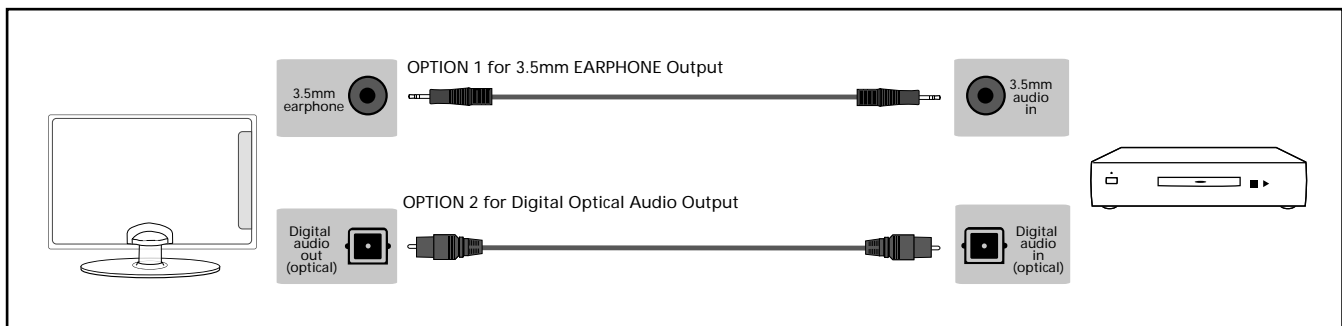 OPTION 1 for 3.5mm EARPHONE Output
3.5mm
earphone
3.5mm
audio
in
OPTION 2 for Digital Optical Audio Output
Digital
audio
out
(optical)
Digital
audio
in
(optical)